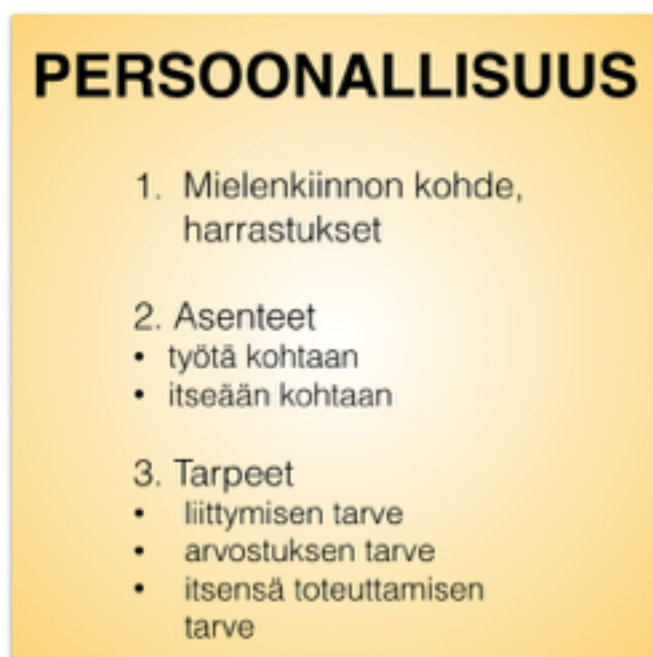 PERSOONALLISUUS
1. Mielenkiinnon kohde,
harrastukset
2. Asenteet
• työtä kohtaan
• itseään kohtaan
3. Tarpeet
• liittymisen tarve
• arvostuksen tarve
• itsensä toteuttamisen
tarve